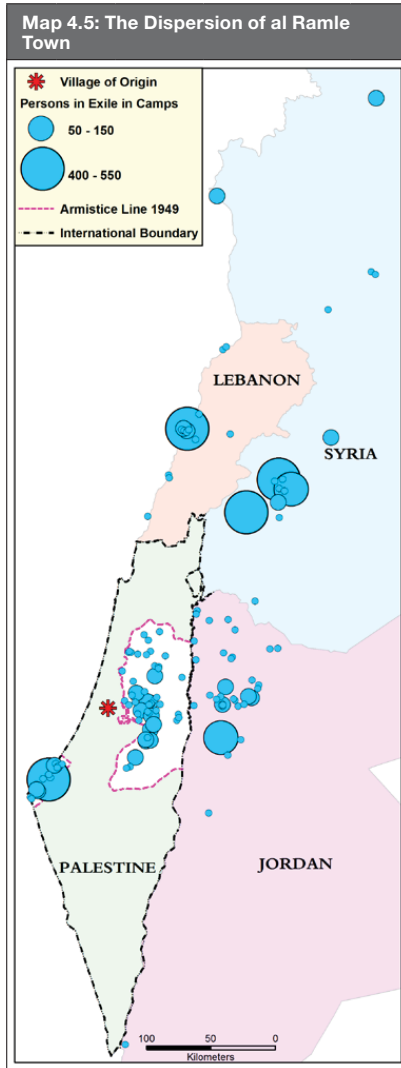 Map 4.5: The Dispersion of al Ramle
Town
Village of Origin
Persons in Exile in Camps
50 - 150
400 - 550
Armistice Line 1949
International Boundary
LEBANON
SYRIA
PALESTINE
JORDAN
100 50 0
Kilometers